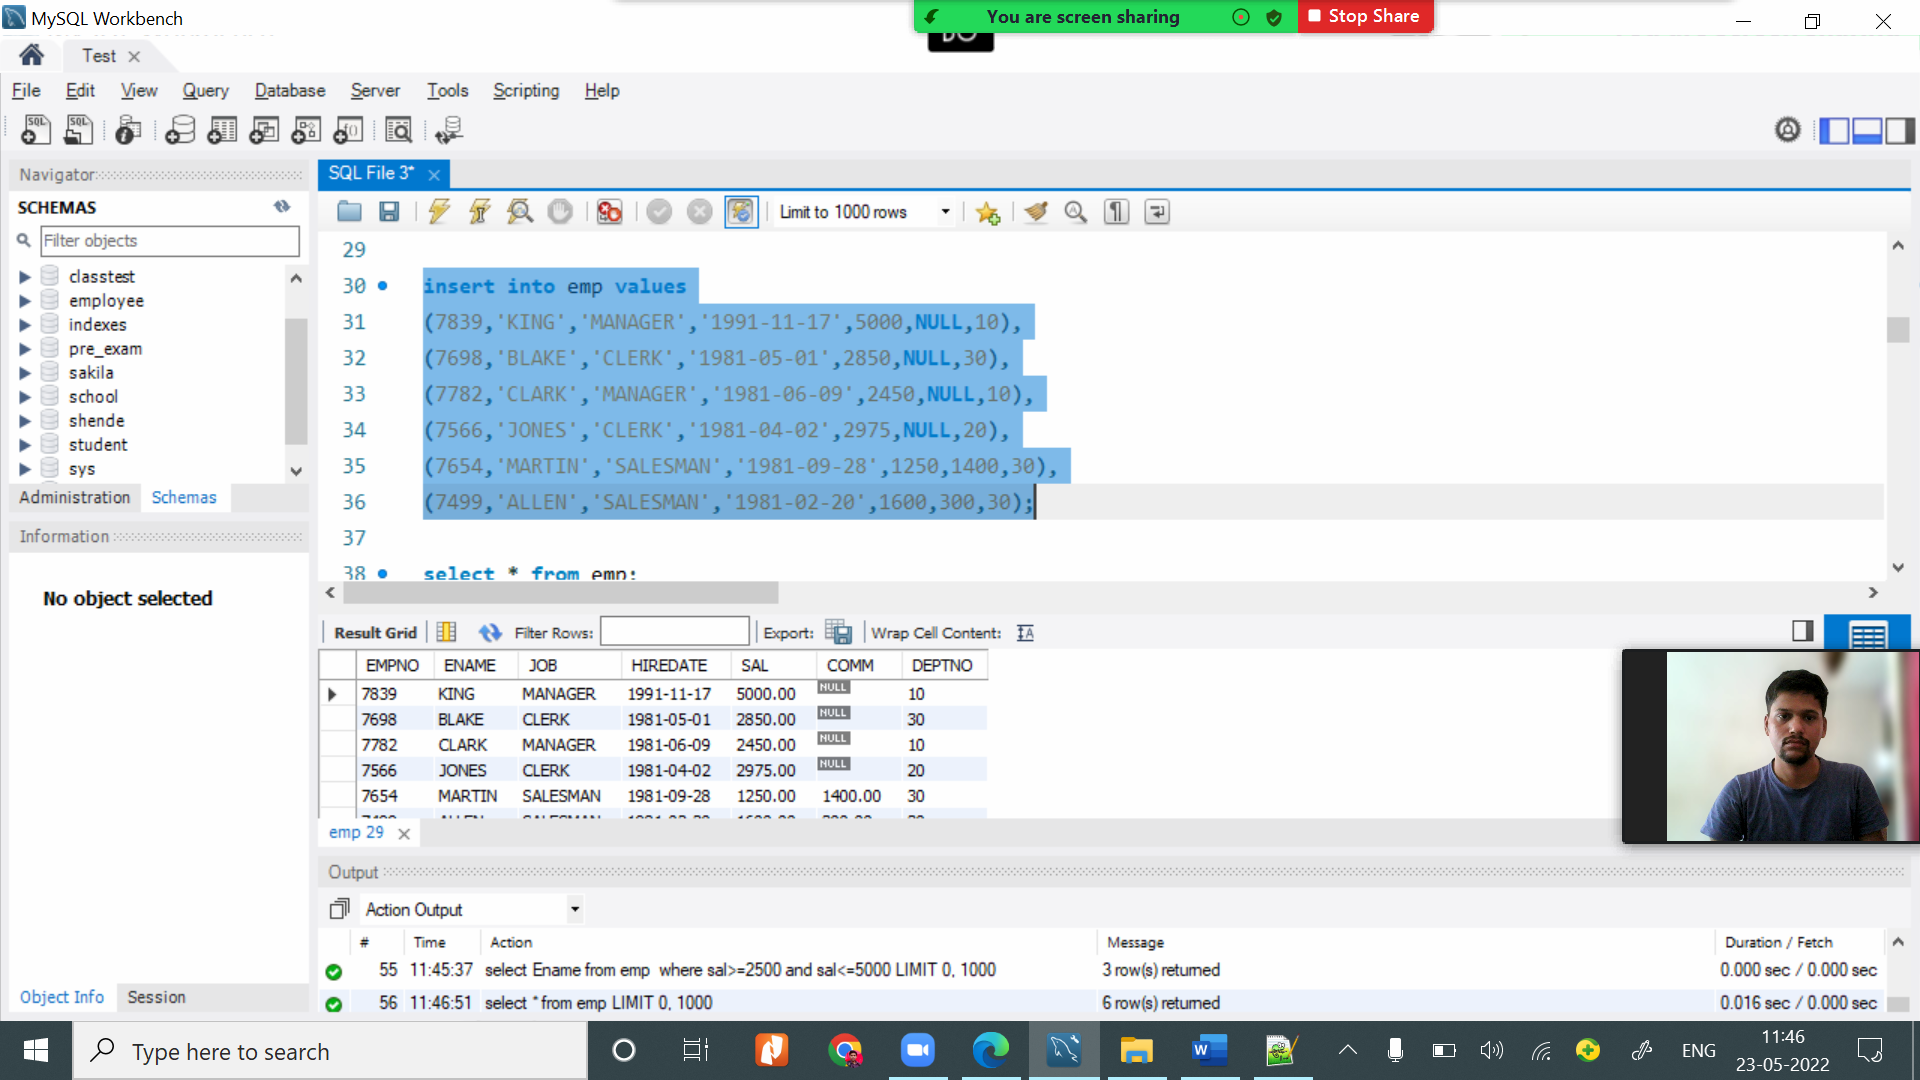 MySQL Workbench
You are screen sharing
Stop Share
Test
File Edit View Query Database Server Tools Scripting Help
Navigator
SCHEMAS
Filter objects
classtest
employee
indexes
pre_exam
sakila
school
shende
student
sys
Administration Schemas
Information
No object selected
Object Info Session
SQL File 3*
Limit to 1000 rows
29
30 insert into emp values
31 (7839,'KING','MANAGER','1991-11-17',5000,NULL,10),
32 (7698,'BLAKE','CLERK','1981-05-01',2850,NULL,30),
33 (7782,'CLARK','MANAGER','1981-06-09',2450,NULL,10),
34 (7566,'JONES','CLERK','1981-04-02',2975,NULL,20),
35 (7654,'MARTIN','SALESMAN','1981-09-28',1250,1400,30),
36 (7499,'ALLEN','SALESMAN','1981-02-20',1600,300,30);
37
38 select * from emp;
Result Grid Filter Rows: Export: Wrap Cell Content:
EMPNO ENAME JOB HIREDATE SAL COMM DEPTNO
7839 KING MANAGER 1991-11-17 5000.00 NULL 10
7698 BLAKE CLERK 1981-05-01 2850.00 NULL 30
7782 CLARK MANAGER 1981-06-09 2450.00 NULL 10
7566 JONES CLERK 1981-04-02 2975.00 NULL 20
7654 MARTIN SALESMAN 1981-09-28 1250.00 1400.00 30
emp 29
Output
Action Output
# Time Action Message Duration / Fetch
55 11:45:37 select Ename from emp where sal>=2500 and sal<=5000 LIMIT 0, 1000 3 row(s) returned 0.000 sec / 0.000 sec
56 11:46:51 select * from emp LIMIT 0, 1000 6 row(s) returned 0.016 sec / 0.000 sec
Type here to search
ENG
11:46
23-05-2022